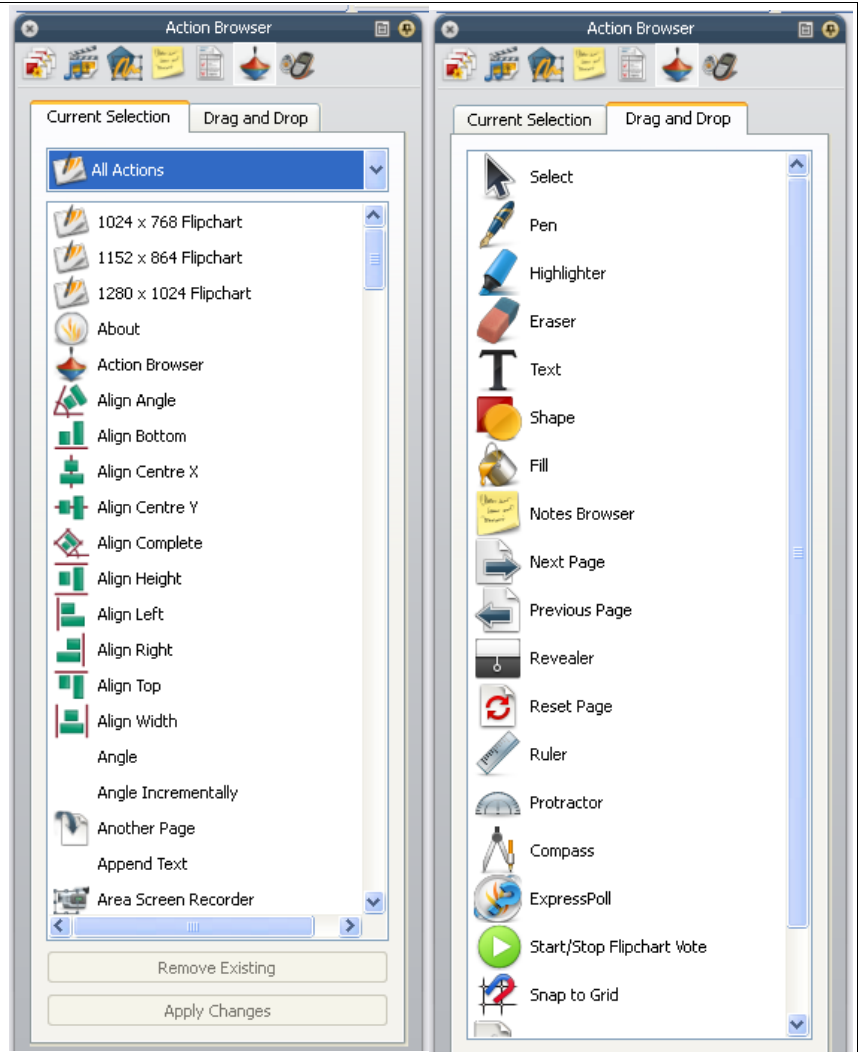 Action Browser
Current Selection
Drag and Drop
All Actions
1024 x 768 Flipchart
1152 x 864 Flipchart
1280 x 1024 Flipchart
About
Action Browser
Align Angle
Align Bottom
Align Centre X
Align Centre Y
Align Complete
Align Height
Align Left
Align Right
Align Top
Align Width
Angle
Angle Incrementally
Another Page
Append Text
Area Screen Recorder
Remove Existing
Apply Changes
Action Browser
Current Selection
Drag and Drop
Select
Pen
Highlighter
Eraser
Text
Shape
Fill
Notes Browser
Next Page
Previous Page
Revealer
Reset Page
Ruler
Protractor
Compass
ExpressPoll
Start/Stop Flipchart Vote
Snap to Grid